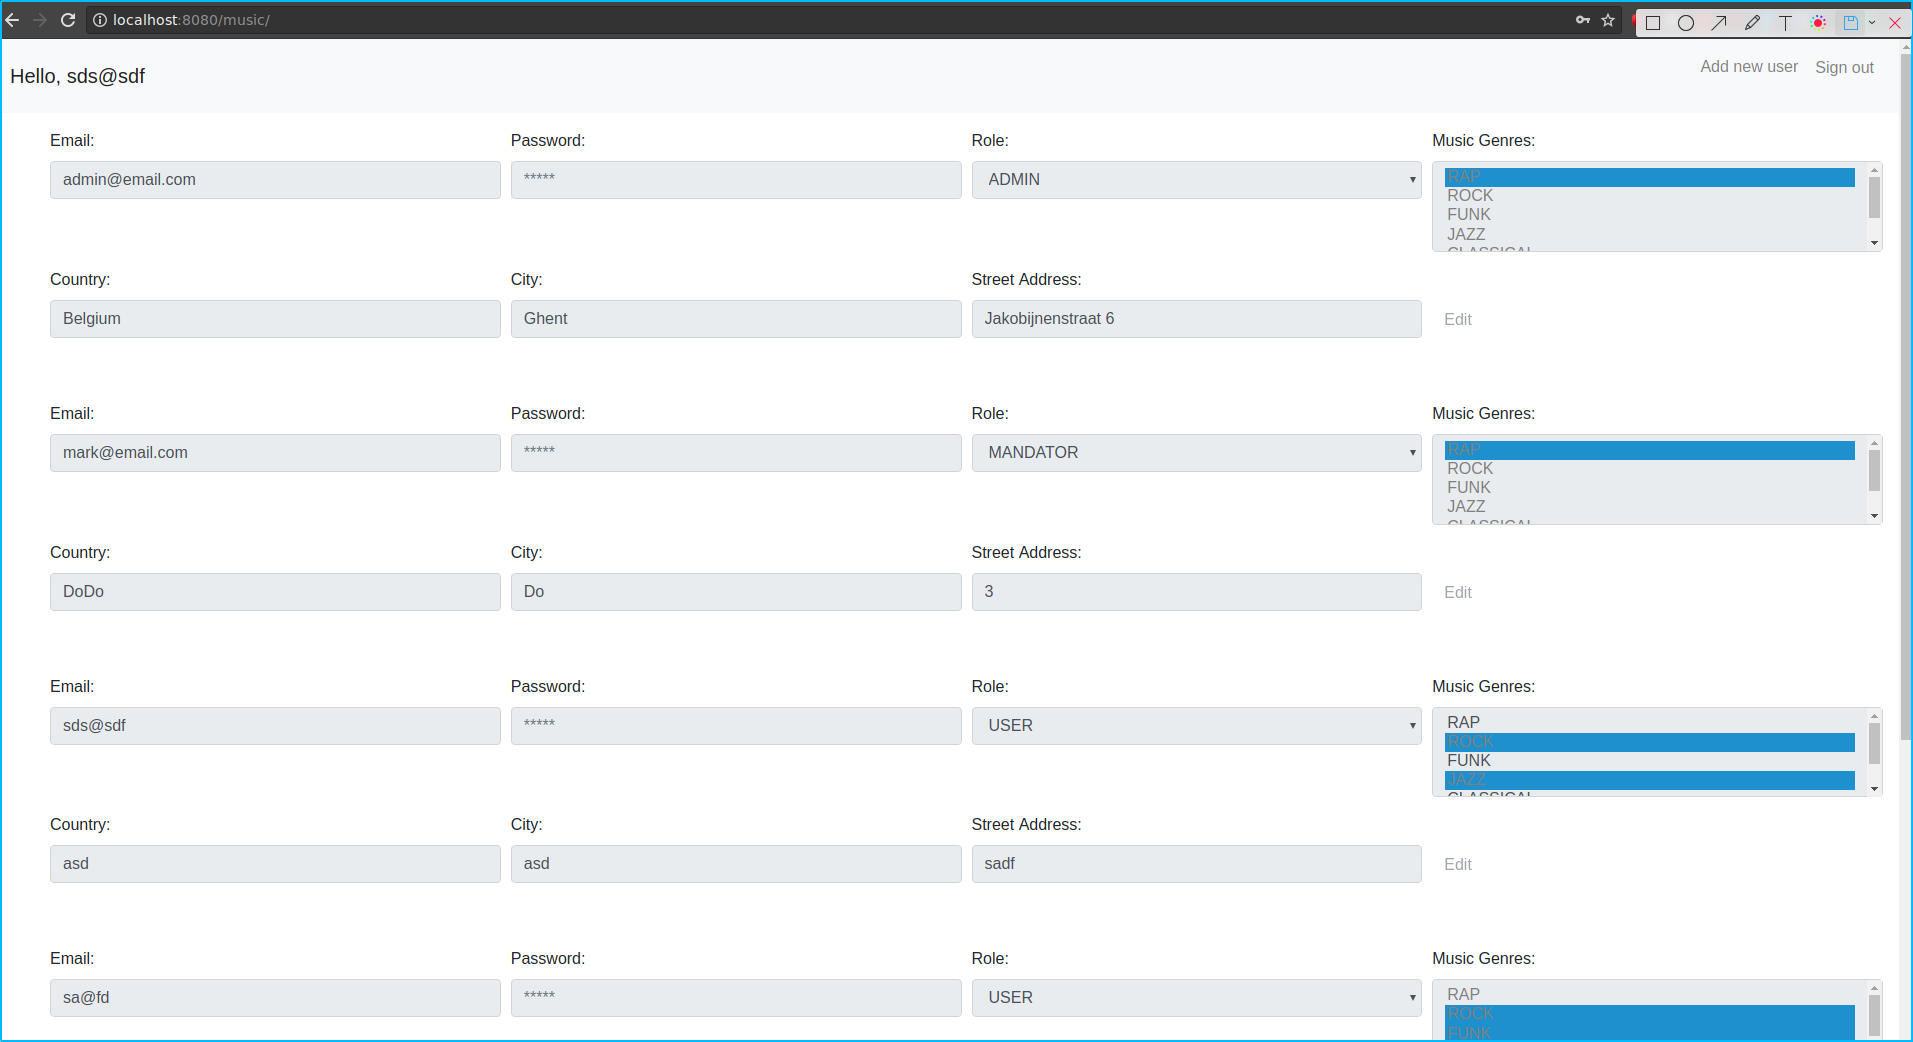 localhost:8080/music/
Hello, sds@sdf
Add new user
Sign out
Email:
Password:
Role:
Music Genres:
admin@email.com
*****
ADMIN
RAP
ROCK
FUNK
JAZZ
CLASSICAL
Country:
City:
Street Address:
Belgium
Ghent
Jakobijnenstraat 6
Edit
Email:
Password:
Role:
Music Genres:
mark@email.com
*****
MANDATOR
RAP
ROCK
FUNK
JAZZ
CLASSICAL
Country:
City:
Street Address:
DoDo
Do
3
Edit
Email:
Password:
Role:
Music Genres:
sds@sdf
*****
USER
RAP
ROCK
FUNK
JAZZ
CLASSICAL
Country:
City:
Street Address:
asd
asd
sadf
Edit
Email:
Password:
Role:
Music Genres:
sa@fd
*****
USER
RAP
ROCK
FUNK